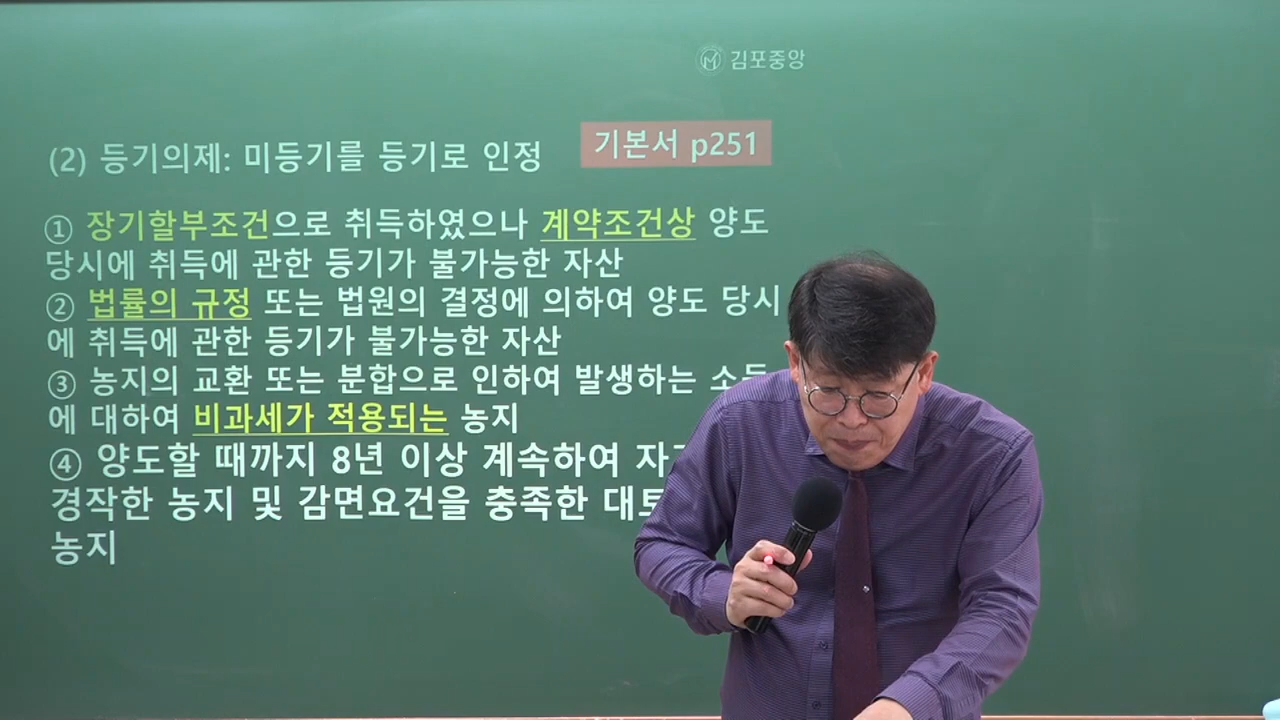 김포중앙
(2) 등기의제: 미등기를 등기로 인정
기본서 p251
① 장기할부조건으로 취득하였으나 계약조건상 양도
당시에 취득에 관한 등기가 불가능한 자산
② 법률의 규정 또는 법원의 결정에 의하여 양도 당시
에 취득에 관한 등기가 불가능한 자산
③ 농지의 교환 또는 분합으로 인하여 발생하는 소득
에 대하여 비과세가 적용되는 농지
④ 양도할 때까지 8년 이상 계속하여
경작한 농지 및 감면요건을 충족한
농지